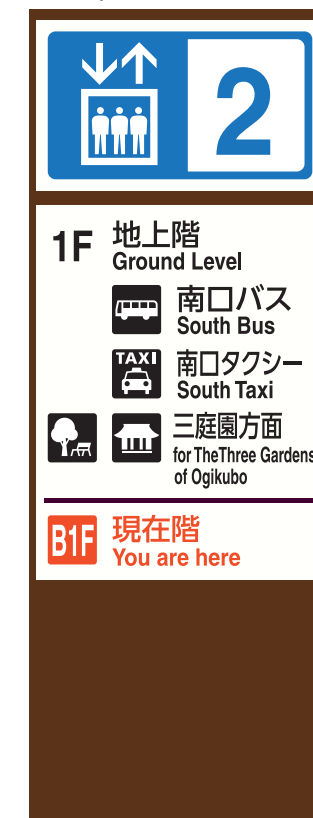 2
1F 地上階
Ground Level
南口バス
South Bus
TAXI 南口タクシー
South Taxi
三庭園方面
for TheThree Gardens
of Ogikubo
B1F 現在階
You are here